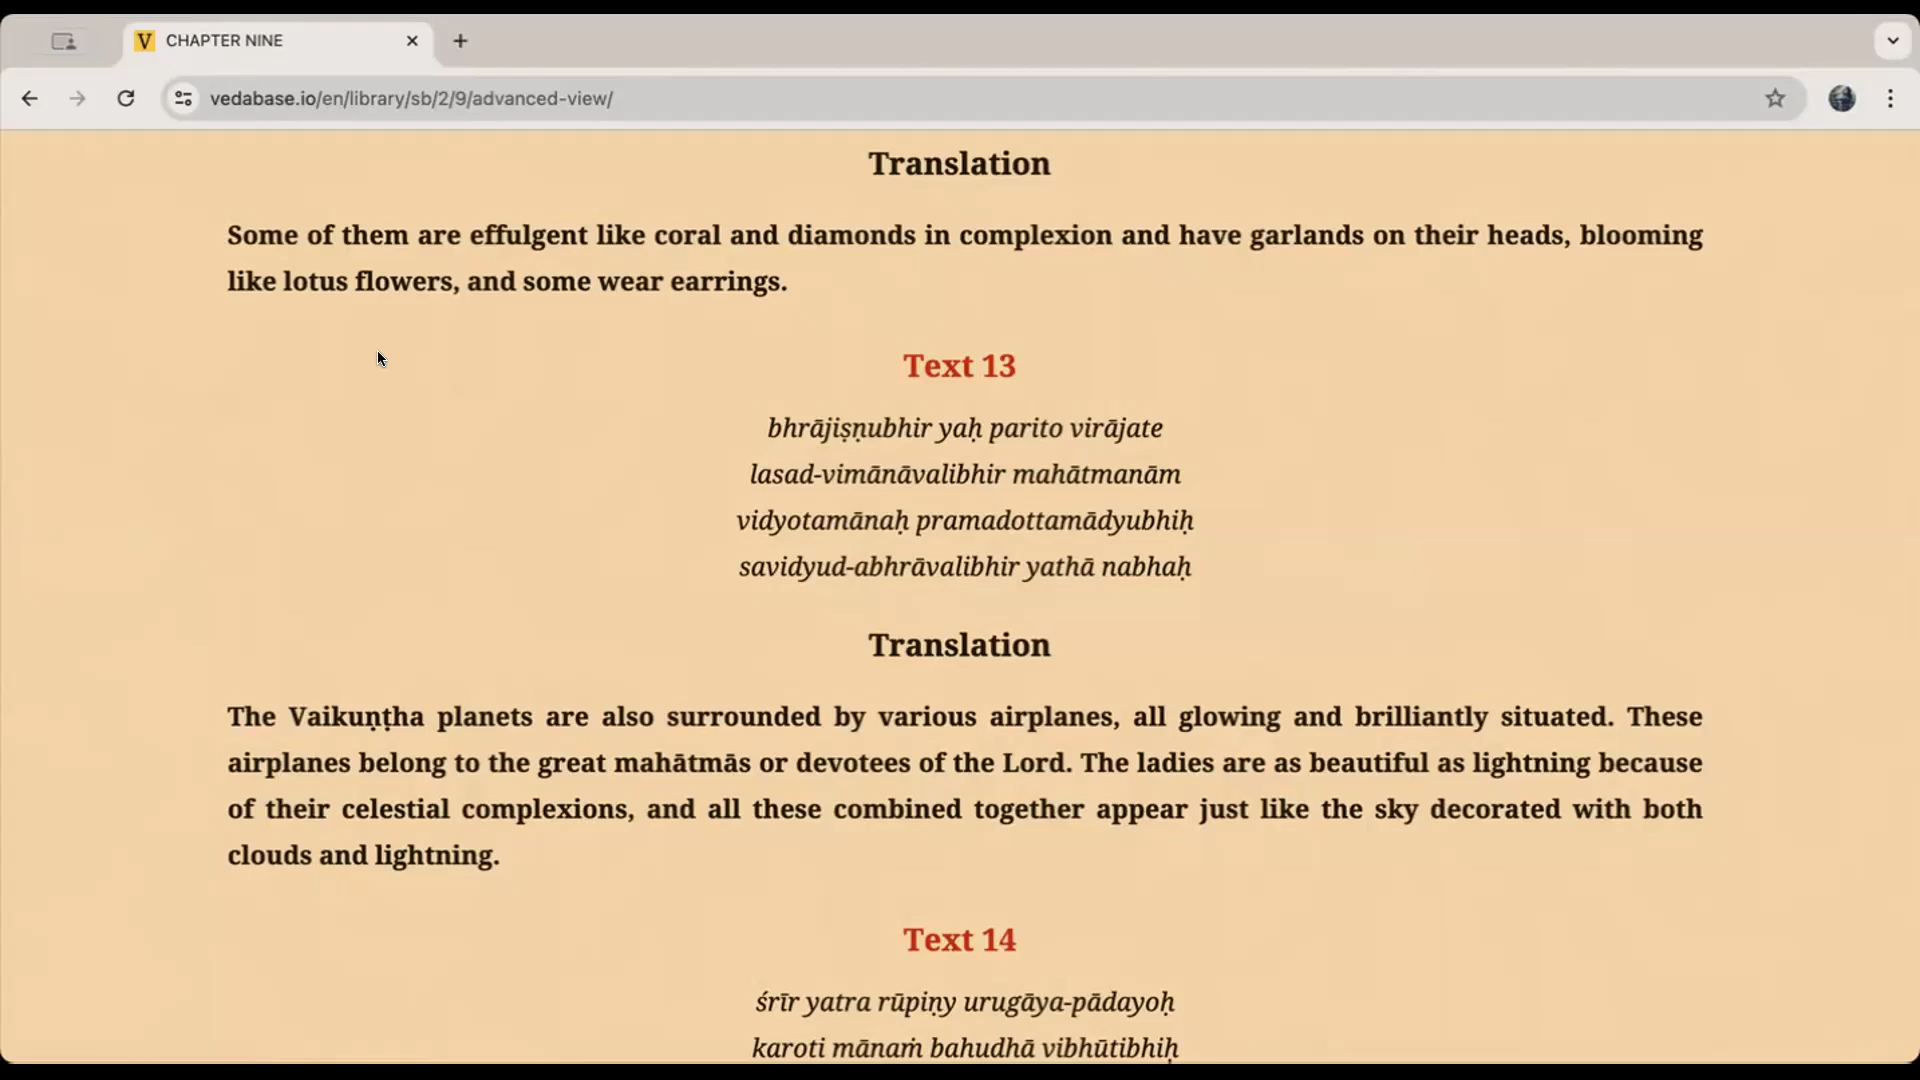 CHAPTER NINE
vedabase.io/en/library/sb/2/9/advanced-view/
Translation
Some of them are effulgent like coral and diamonds in complexion and have garlands on their heads, blooming
like lotus flowers, and some wear earrings.
Text 13
bhrājiṣṇubhir yaḥ parito virājate
lasad-vimānāvalibhir mahātmanām
vidyotamānaḥ pramadottamādyubhiḥ
savidyud-abhrāvalibhir yathā nabhaḥ
Translation
The Vaikuṇṭha planets are also surrounded by various airplanes, all glowing and brilliantly situated. These
airplanes belong to the great mahātmās or devotees of the Lord. The ladies are as beautiful as lightning because
of their celestial complexions, and all these combined together appear just like the sky decorated with both
clouds and lightning.
Text 14
śrīr yatra rūpiṇy urugāya-pādayoḥ
karoti mānaṁ bahudhā vibhūtibhiḥ